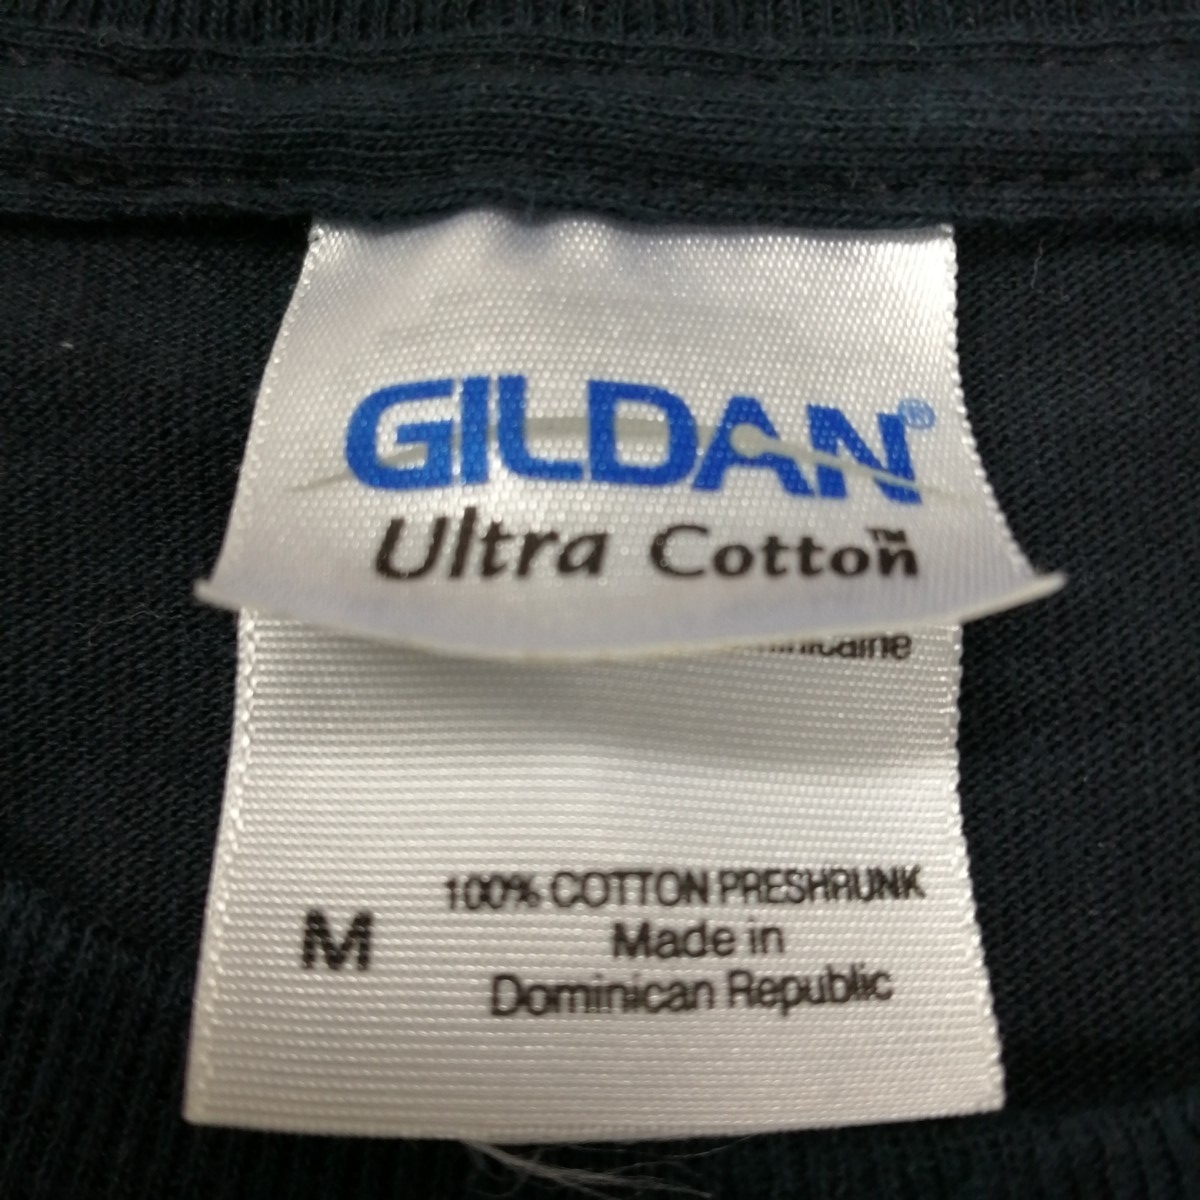 GILDAN®
Ultra Cotton™
M
100% COTTON PRESHRUNK
Made in
Dominican Republic